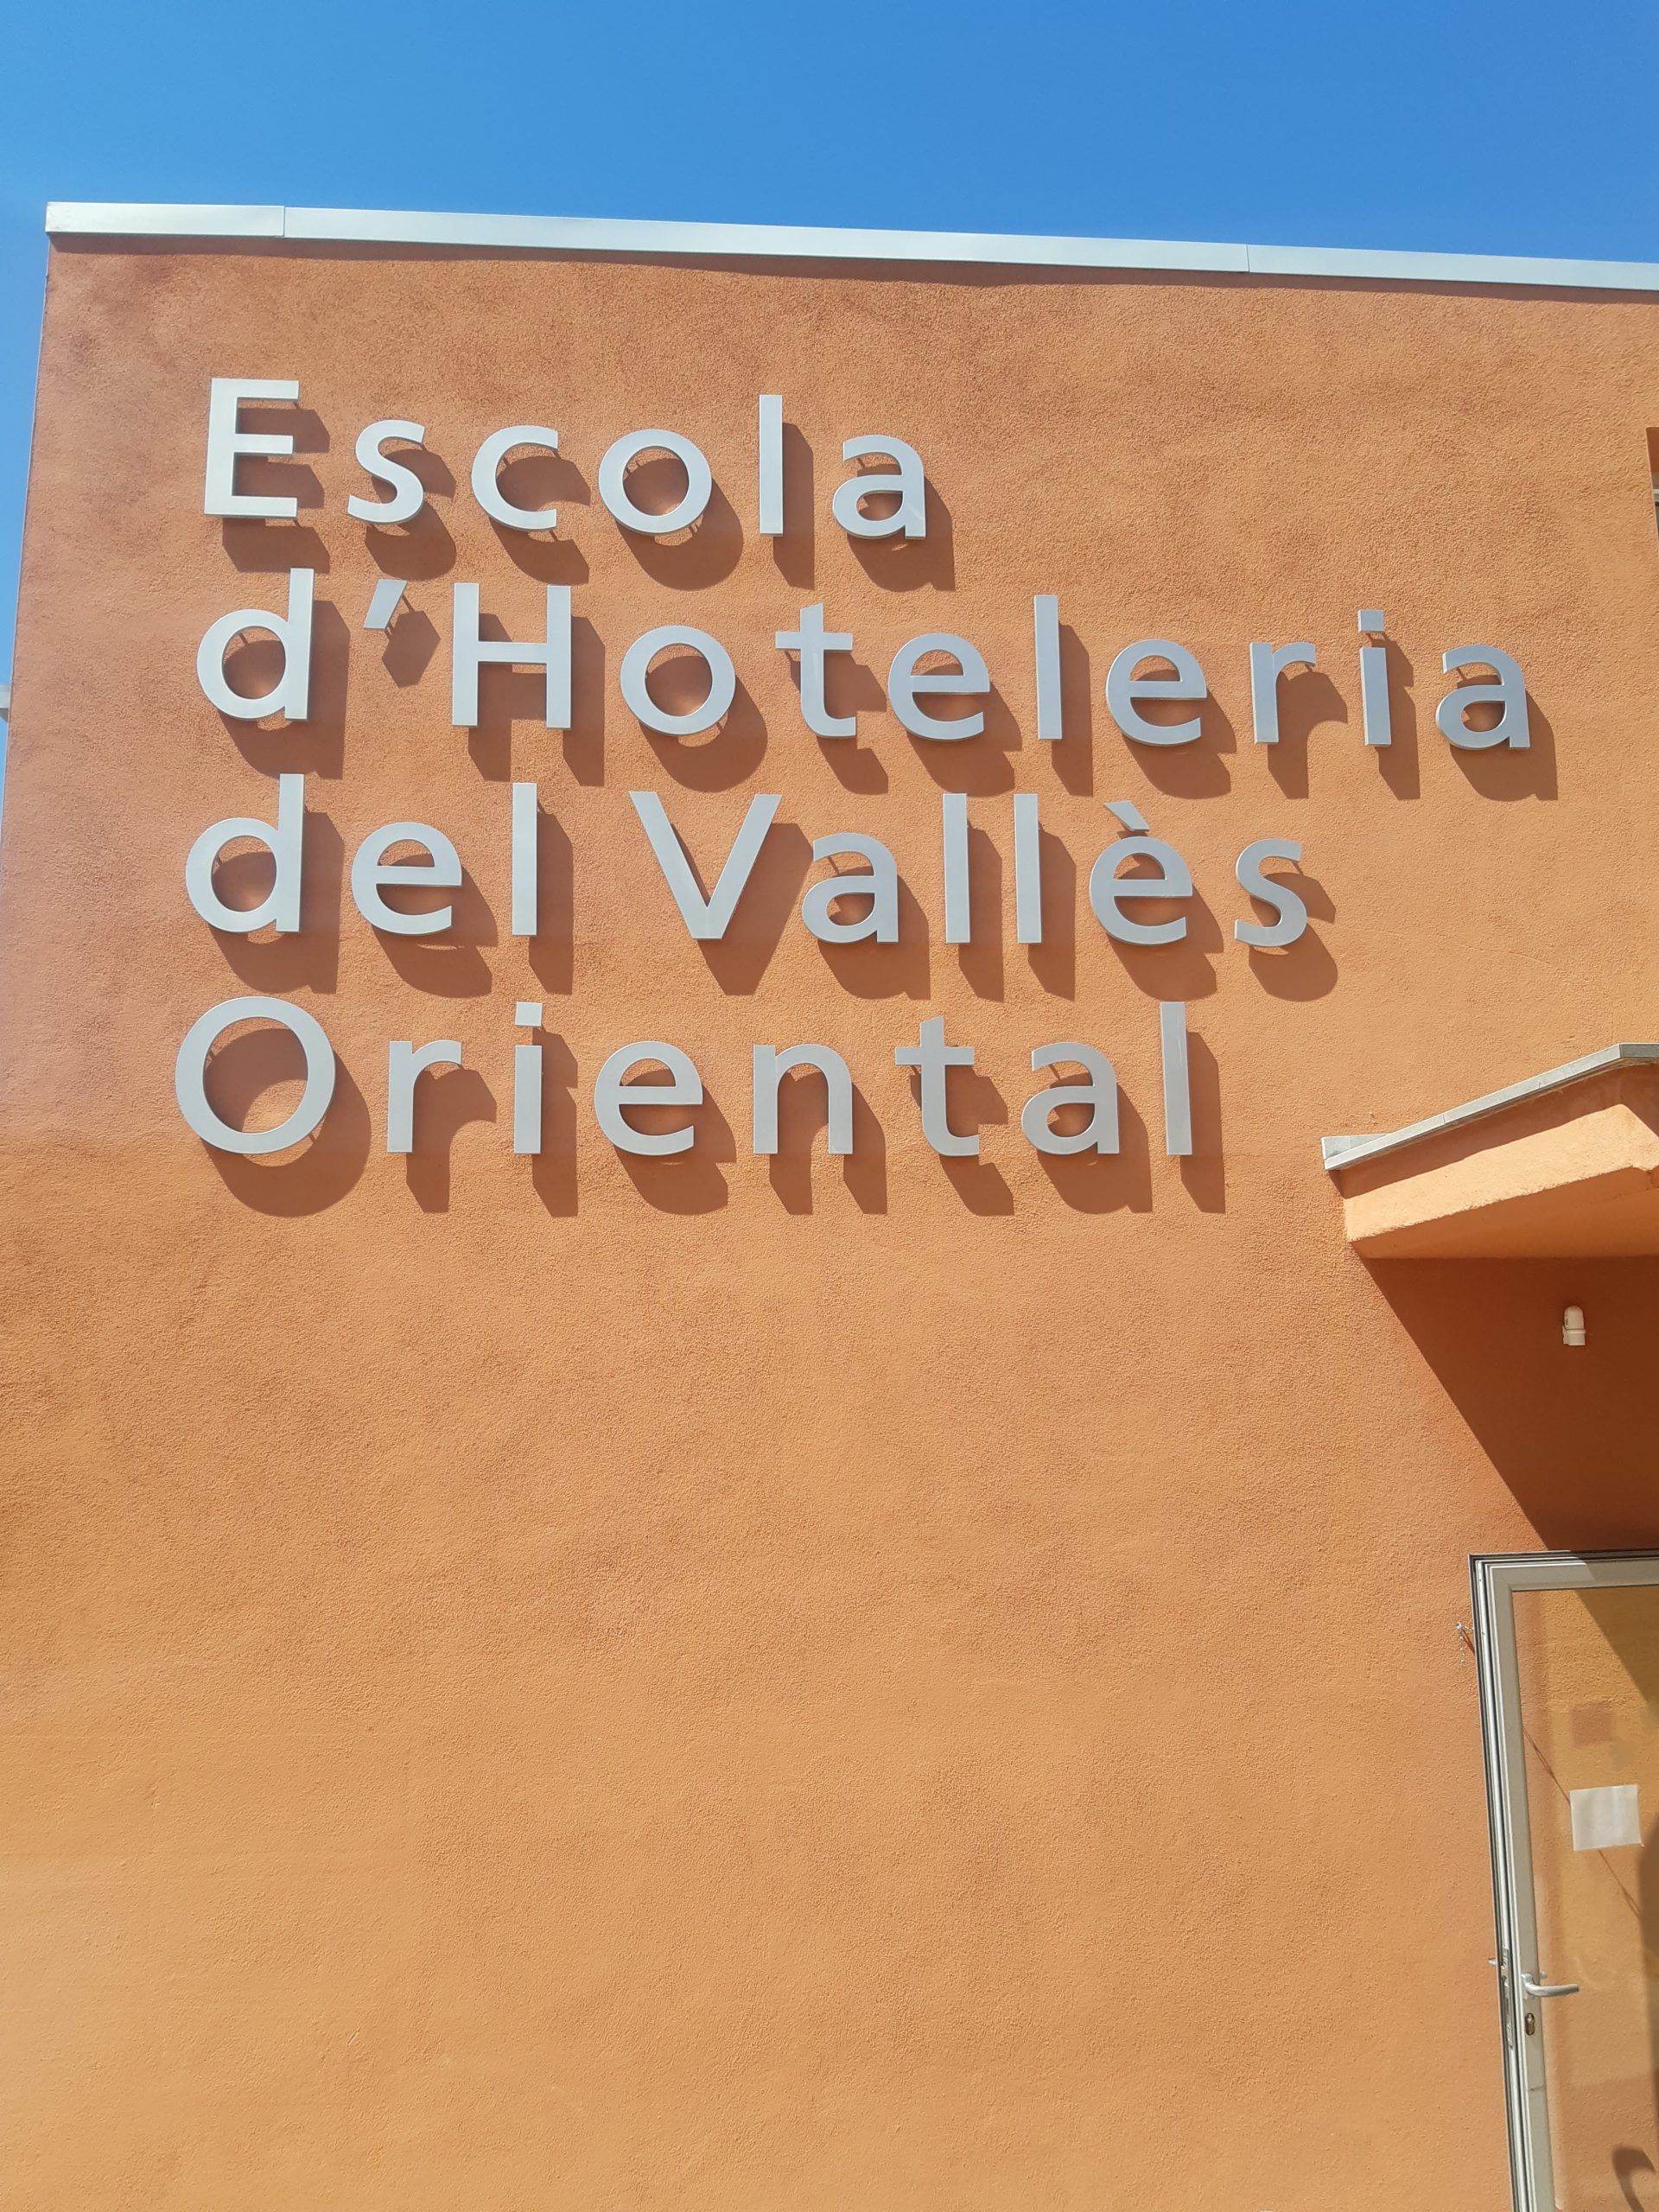 Escola
d'Hoteleria
del Vallès
Oriental